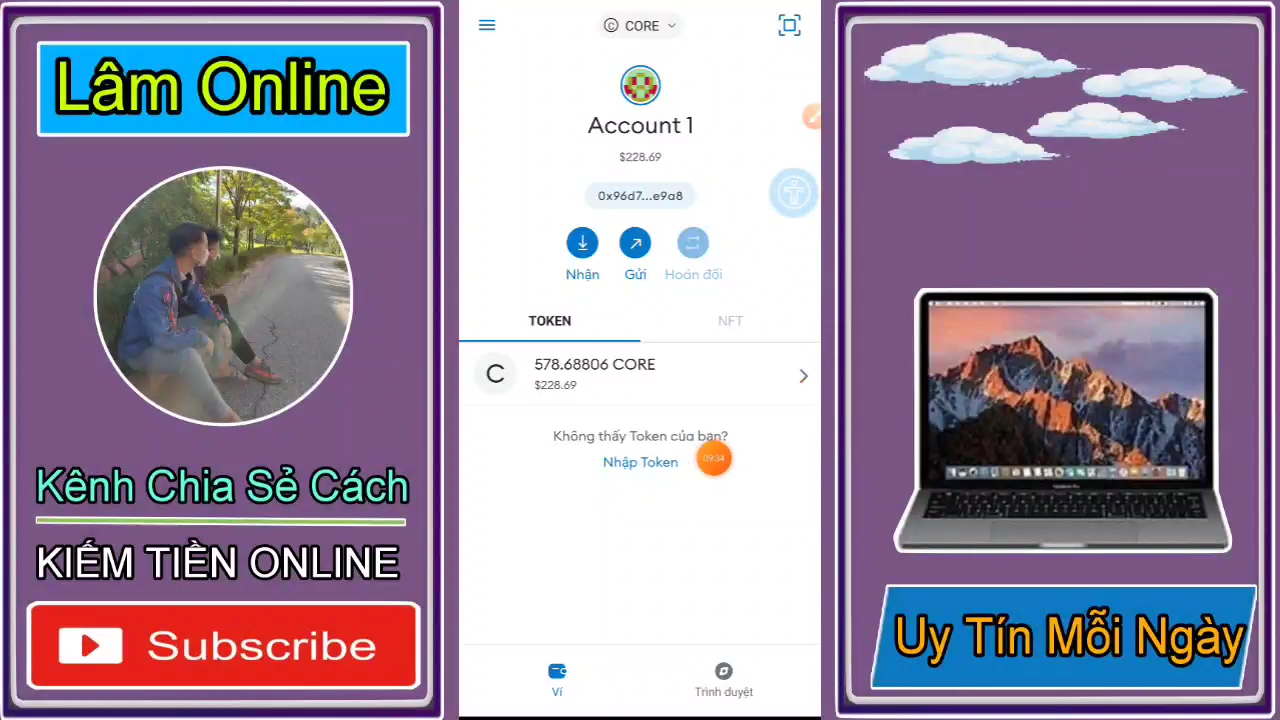 Lâm Online
Kênh Chia Sẻ Cách
KIẾM TIỀN ONLINE
Subscribe
C CORE
Account 1
$228.69
0x96d7...e9a8
Nhận Gửi Hoán đổi
TOKEN NFT
C
578.68806 CORE
$228.69
Không thấy Token của bạn?
Nhập Token
09:34
Ví Trình duyệt
Uy Tín Mỗi Ngày